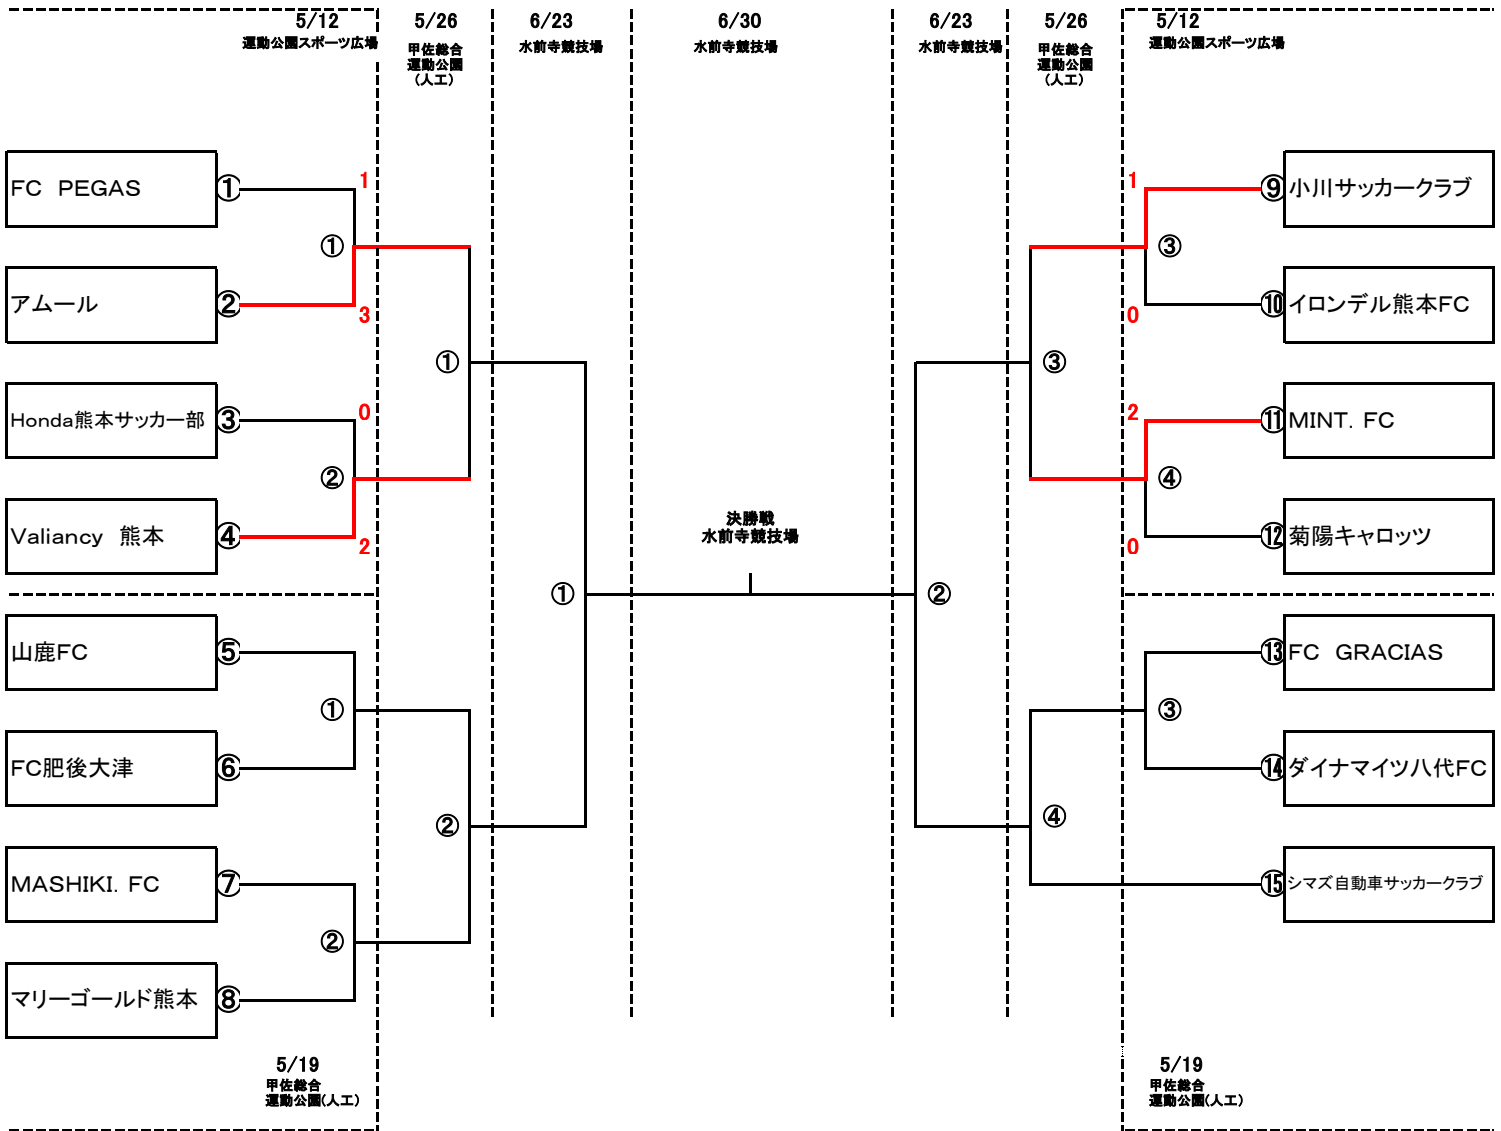 5/12
運動公園スポーツ広場
5/26
甲佐総合
運動公園
(人工)
6/23
水前寺競技場
6/30
水前寺競技場
6/23
水前寺競技場
5/26
甲佐総合
運動公園
(人工)
5/12
運動公園スポーツ広場
FC PEGAS ①
1
①
アムール ②
3
①
Honda熊本サッカー部 ③
0
②
Valiancy 熊本 ④
2
①
山鹿FC ⑤
①
FC肥後大津 ⑥
②
MASHIKI. FC ⑦
②
マリーゴールド熊本 ⑧
5/19
甲佐総合
運動公園(人工)
決勝戦
水前寺競技場
1
⑨ 小川サッカークラブ
③
0
⑩ イロンデル熊本FC
③
2
⑪ MINT. FC
④
0
⑫ 菊陽キャロッツ
②
⑬ FC GRACIAS
③
⑭ ダイナマイツ八代FC
④
⑮ シマズ自動車サッカークラブ
5/19
甲佐総合
運動公園(人工)